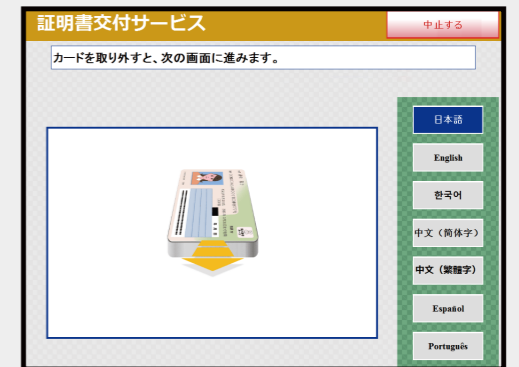 証明書交付サービス
中止する
カードを取り外すと、次の画面に進みます。
日本語
English
한국어
中文（简体字）
中文（繁體字）
Español
Português